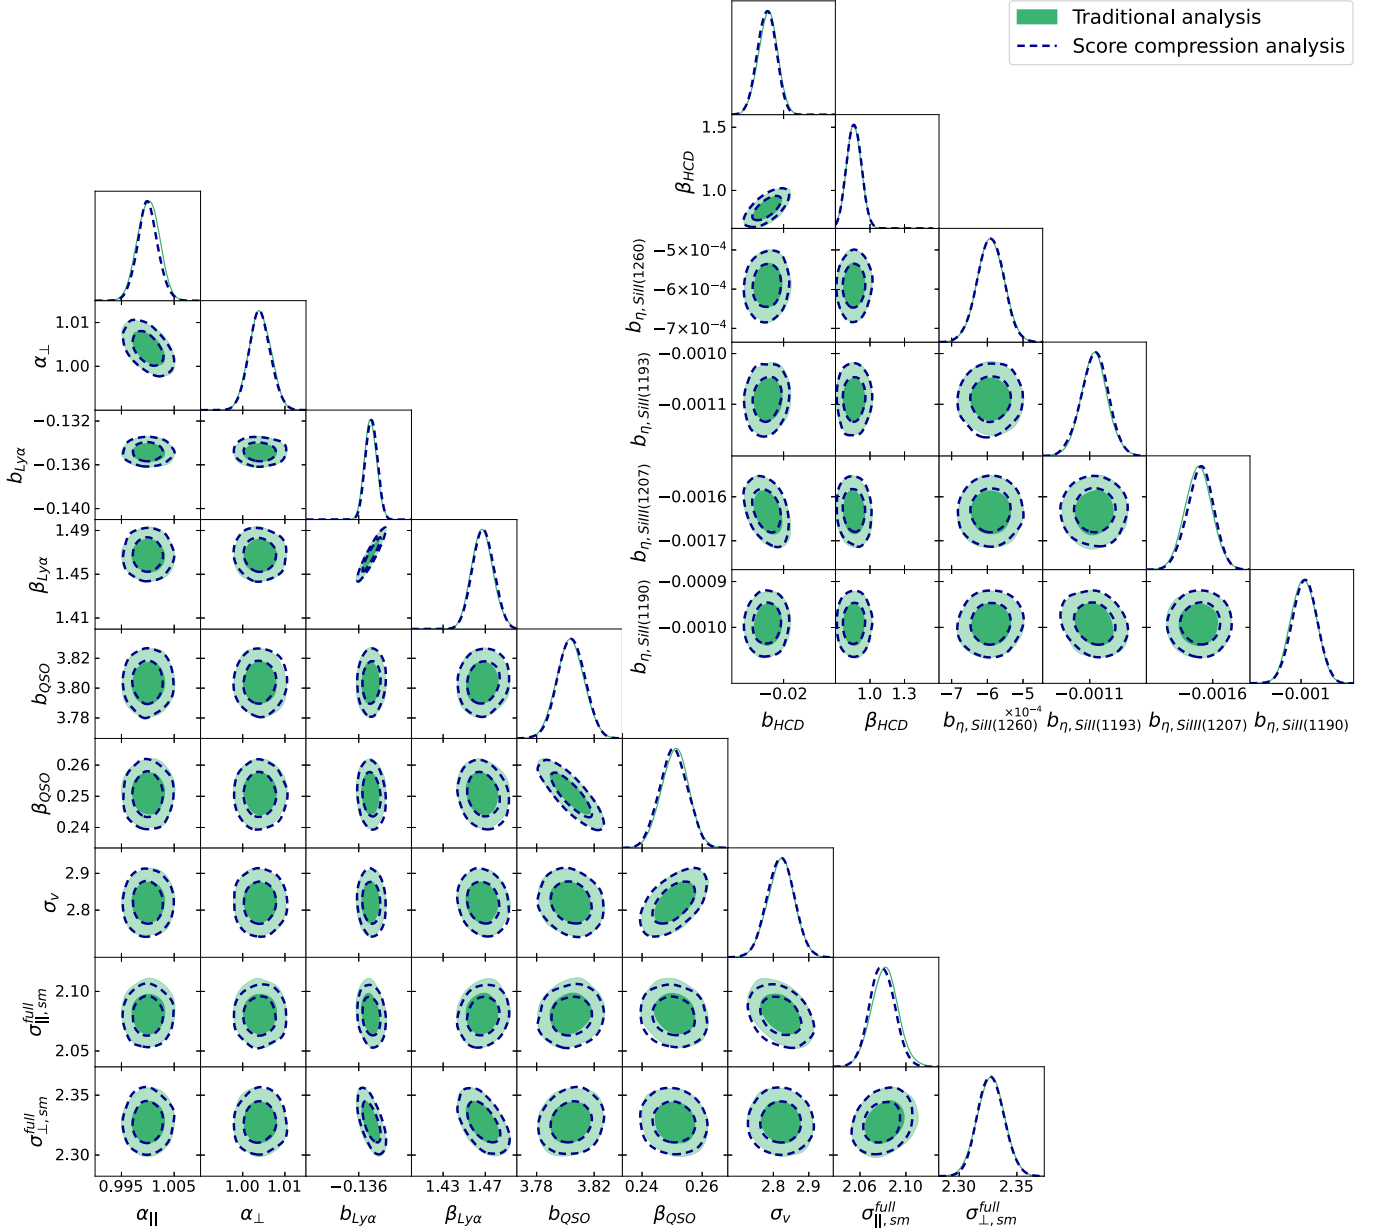 Traditional analysis
Score compression analysis
1.5
1.0
β_HCD
−5×10⁻⁴
−6×10⁻⁴
−7×10⁻⁴
b_η,SiII(1260)
−0.0010
−0.0011
b_η,SiII(1193)
−0.0016
−0.0017
b_η,SiIII(1207)
−0.0009
−0.0010
b_η,SiII(1190)
−0.02
1.0 1.3
−7 −6 −5
×10⁻⁴
−0.0011
−0.0016
−0.001
b_HCD
β_HCD
b_η,SiII(1260)
b_η,SiII(1193)
b_η,SiIII(1207)
b_η,SiII(1190)
1.01
1.00
α_⊥
−0.132
−0.136
−0.140
b_Lyα
1.49
1.45
1.41
β_Lyα
3.82
3.80
3.78
b_QSO
0.26
0.25
0.24
β_QSO
2.9
2.8
σ_v
2.10
2.05
σ^full_||,sm
2.35
2.30
σ^full_⊥,sm
0.995 1.005
1.00 1.01
−0.136
1.43 1.47
3.78 3.82
0.24 0.26
2.8 2.9
2.06 2.10
2.30 2.35
α_||
α_⊥
b_Lyα
β_Lyα
b_QSO
β_QSO
σ_v
σ^full_||,sm
σ^full_⊥,sm